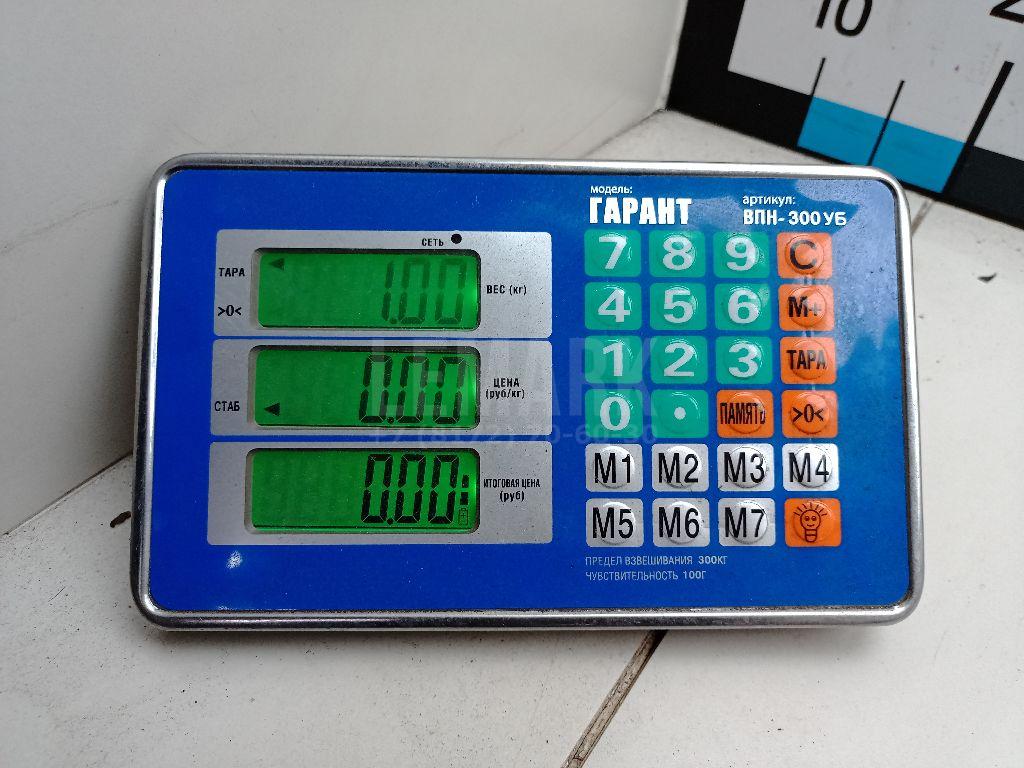 10 2
модель:
ГАРАНТ
артикул:
ВПН-300УБ
СЕТЬ
ТАРА
>0<
1.00
ВЕС (кг)
СТАБ
0.00
ЦЕНА
(руб/кг)
0.00
ИТОГОВАЯ ЦЕНА
(руб)
7 8 9 C
4 5 6 M+
1 2 3 ТАРА
0 . ПАМЯТЬ >0<
M1 M2 M3 M4
M5 M6 M7
ПРЕДЕЛ ВЗВЕШИВАНИЯ 300КГ
ЧУВСТВИТЕЛЬНОСТЬ 100Г